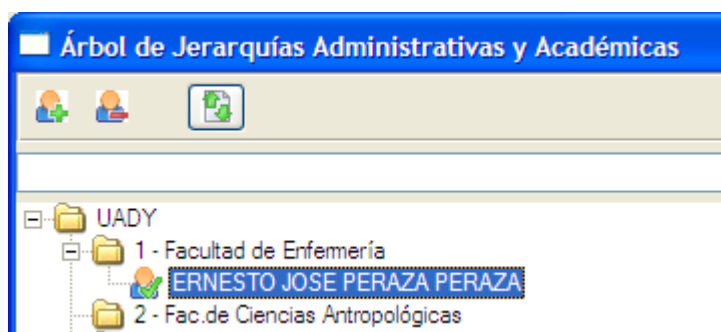 Árbol de Jerarquías Administrativas y Académicas
UADY
1 - Facultad de Enfermería
ERNESTO JOSE PERAZA PERAZA
2 - Fac.de Ciencias Antropológicas